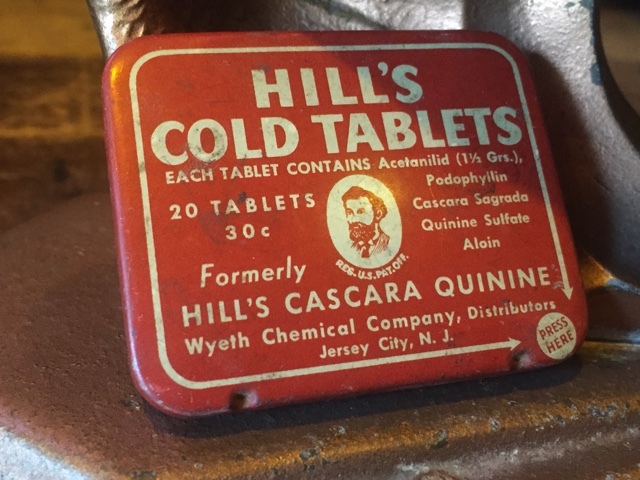 HILL'S
COLD TABLETS
EACH TABLET CONTAINS Acetanilid (1½ Grs.),
Podophyllin
Cascara Sagrada
Quinine Sulfate
Aloin
20 TABLETS
30c
REG. U.S. PAT. OFF.
Formerly
HILL'S CASCARA QUININE
Wyeth Chemical Company, Distributors
Jersey City, N. J.
PRESS
HERE